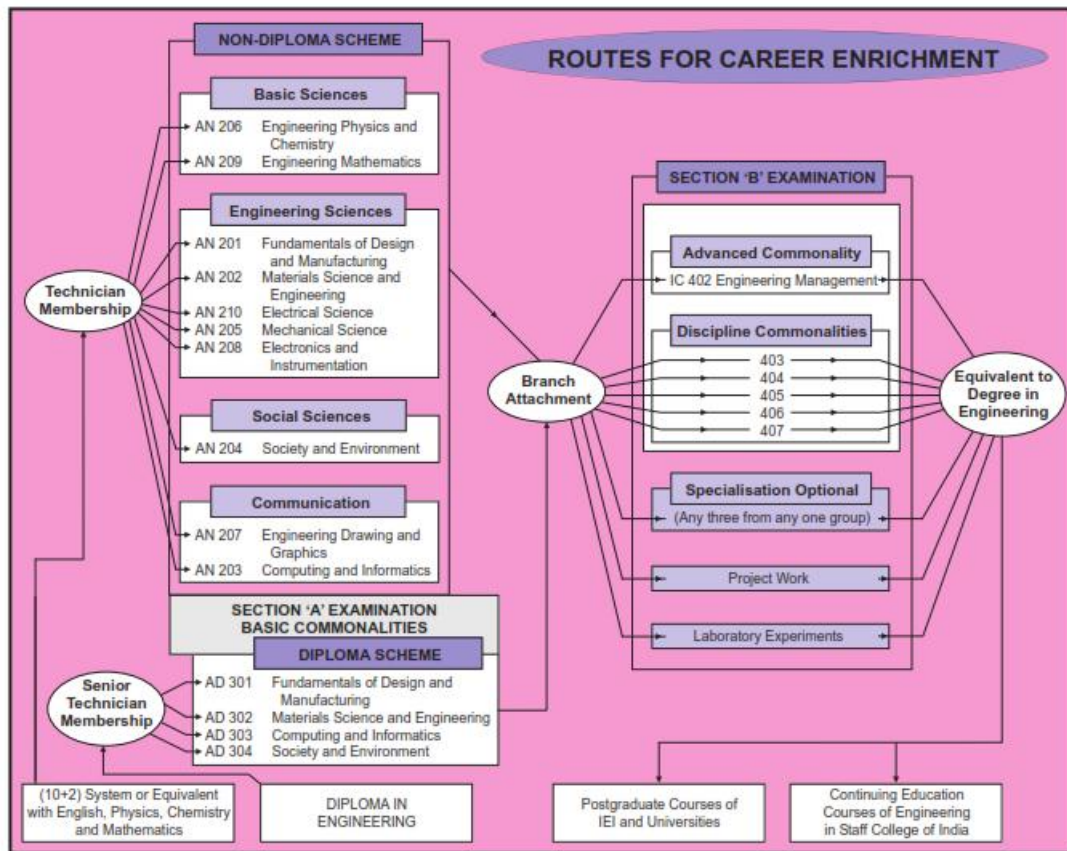 ROUTES FOR CAREER ENRICHMENT
NON-DIPLOMA SCHEME
Basic Sciences
AN 206 Engineering Physics and
Chemistry
AN 209 Engineering Mathematics
Engineering Sciences
AN 201 Fundamentals of Design
and Manufacturing
AN 202 Materials Science and
Engineering
AN 210 Electrical Science
AN 205 Mechanical Science
AN 208 Electronics and
Instrumentation
Social Sciences
AN 204 Society and Environment
Communication
AN 207 Engineering Drawing and
Graphics
AN 203 Computing and Informatics
Technician
Membership
SECTION ‘A’ EXAMINATION
BASIC COMMONALITIES
DIPLOMA SCHEME
AD 301 Fundamentals of Design and
Manufacturing
AD 302 Materials Science and Engineering
AD 303 Computing and Informatics
AD 304 Society and Environment
Senior
Technician
Membership
(10+2) System or Equivalent
with English, Physics, Chemistry
and Mathematics
DIPLOMA IN
ENGINEERING
Branch
Attachment
SECTION ‘B’ EXAMINATION
Advanced Commonality
IC 402 Engineering Management
Discipline Commonalities
403
404
405
406
407
Specialisation Optional
(Any three from any one group)
Project Work
Laboratory Experiments
Equivalent to
Degree in
Engineering
Postgraduate Courses of
IEI and Universities
Continuing Education
Courses of Engineering
in Staff College of India